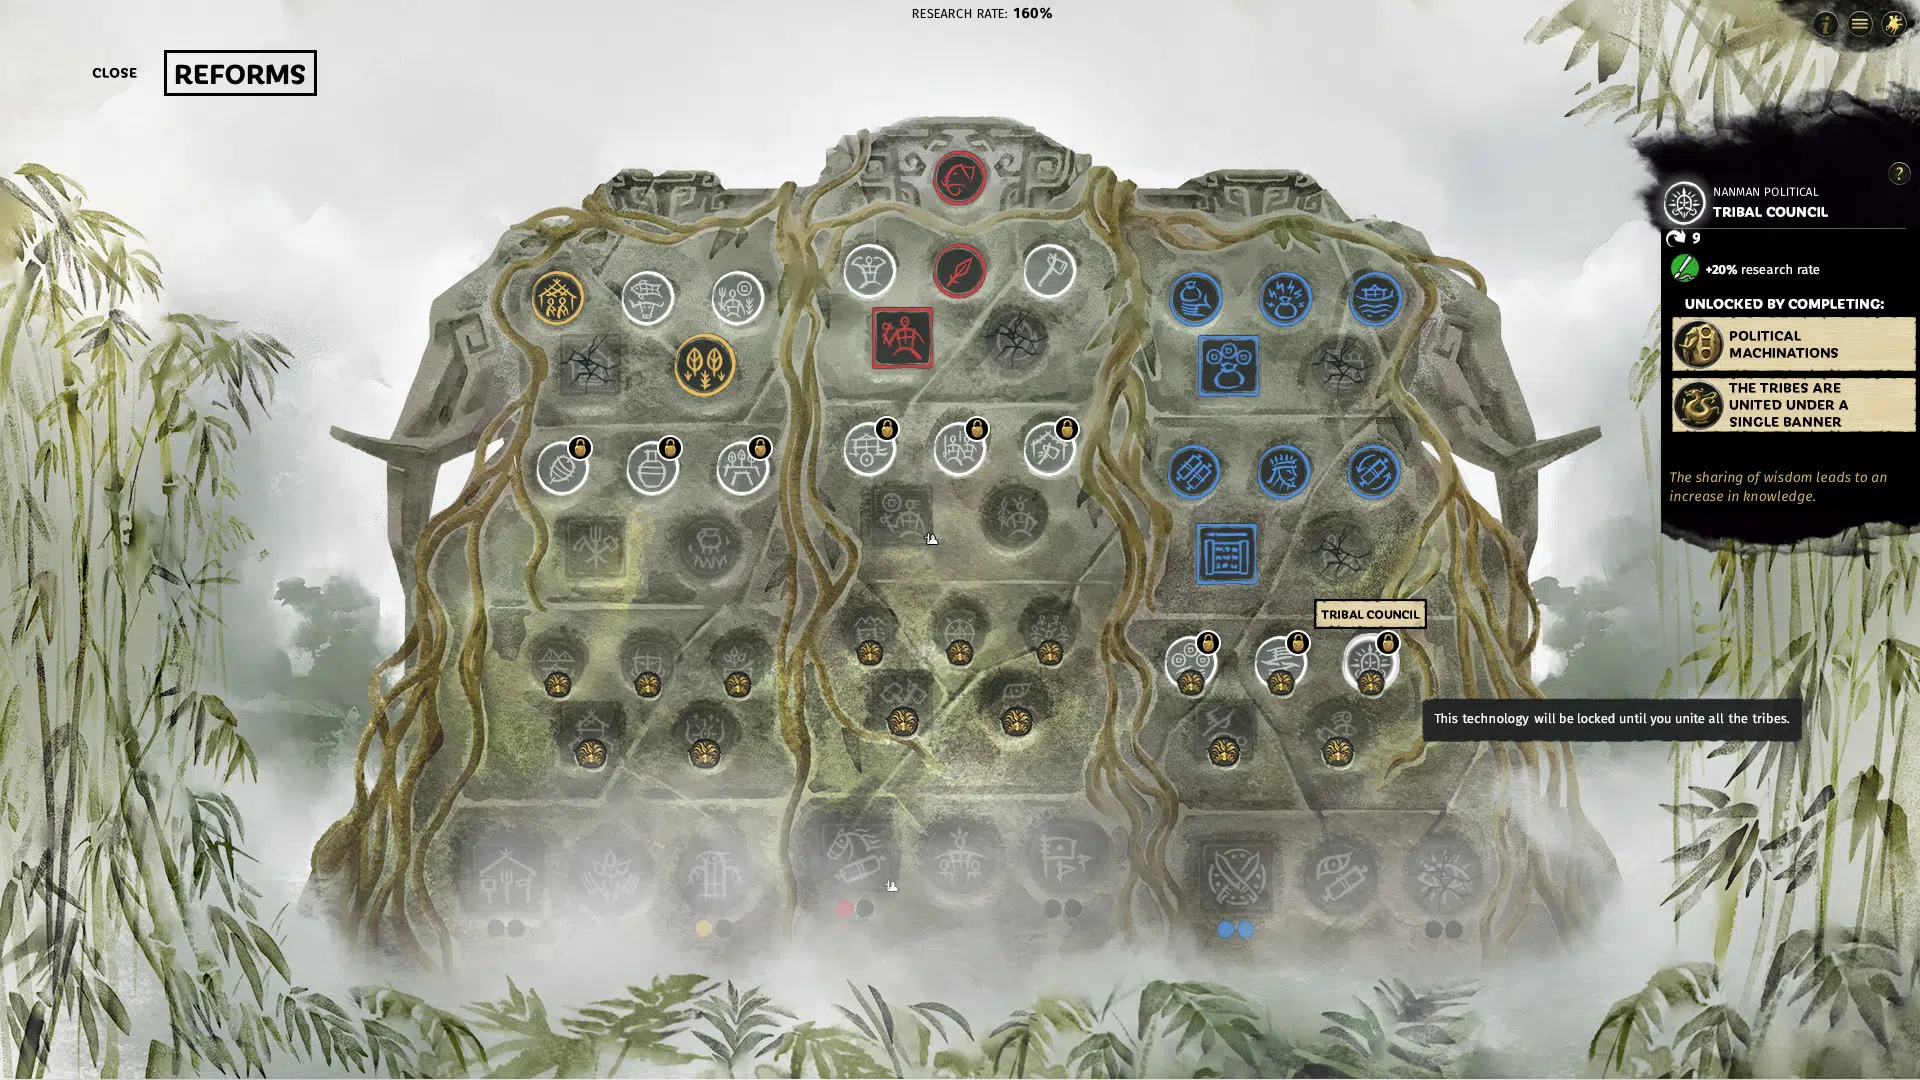 RESEARCH RATE: 160%
CLOSE
REFORMS
?
NANMAN POLITICAL
TRIBAL COUNCIL
9
+20% research rate
UNLOCKED BY COMPLETING:
POLITICAL
MACHINATIONS
THE TRIBES ARE
UNITED UNDER A
SINGLE BANNER
The sharing of wisdom leads to an
increase in knowledge.
TRIBAL COUNCIL
This technology will be locked until you unite all the tribes.